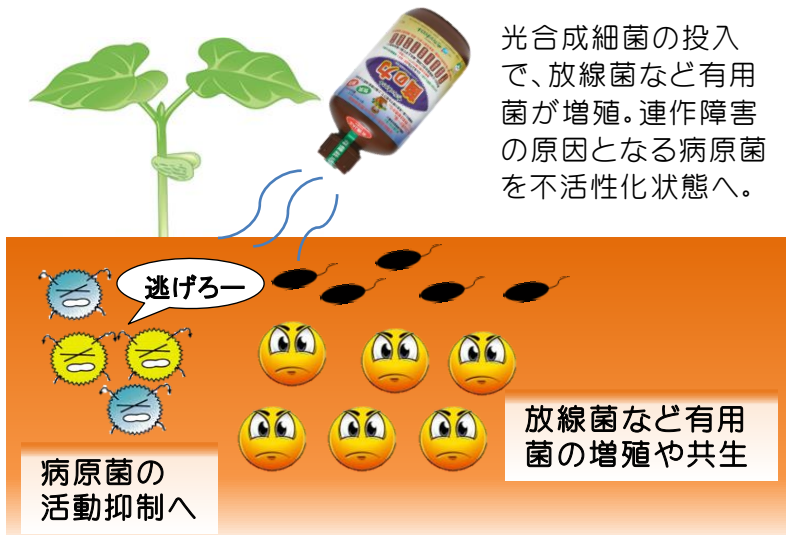 光合成細菌の投入
で、放線菌など有用
菌が増殖。連作障害
の原因となる病原菌
を不活性化状態へ。
逃げろー
放線菌など有用
菌の増殖や共生
病原菌の
活動抑制へ